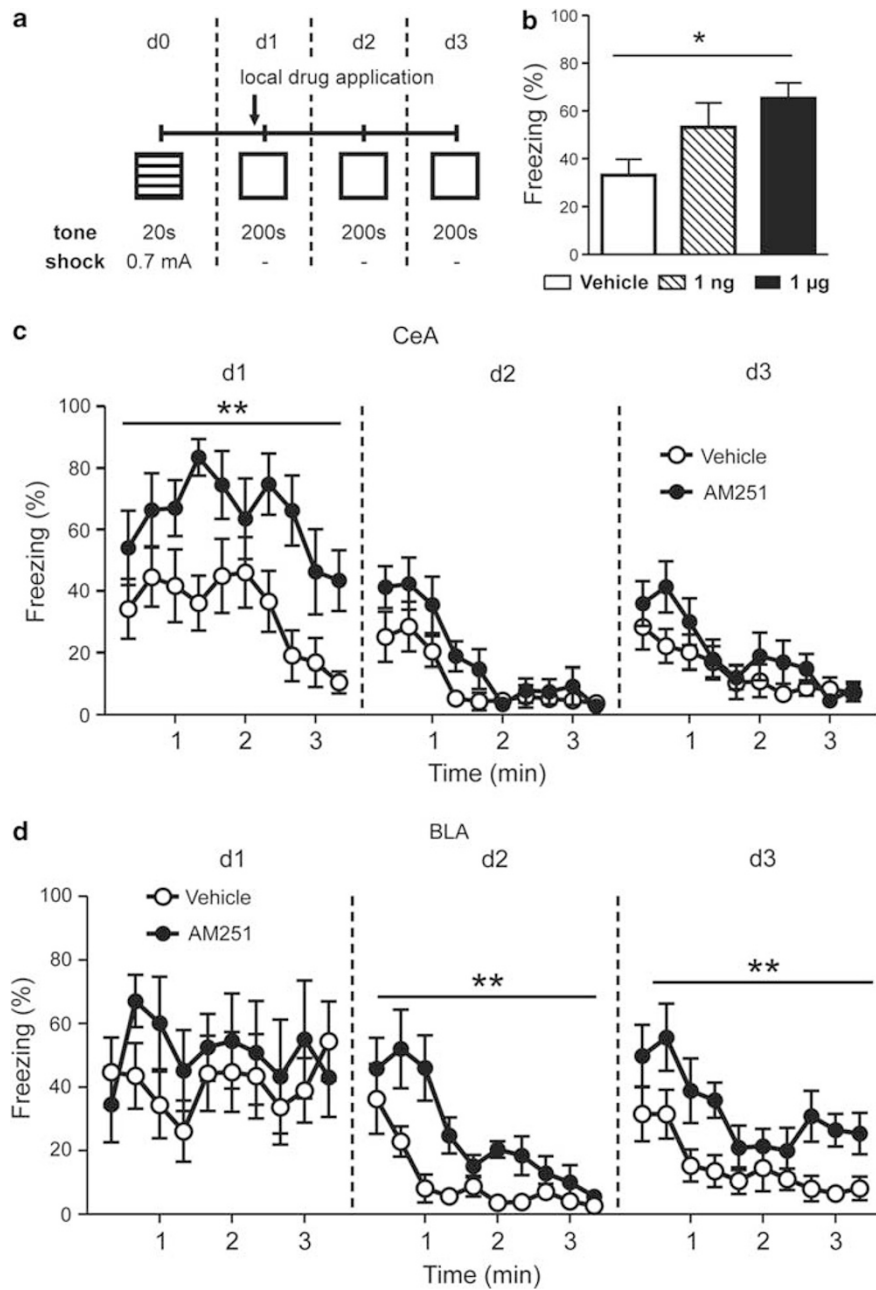 a
d0 d1 d2 d3
local drug application
tone 20s 200s 200s 200s
shock 0.7 mA - - -
b
*
Freezing (%)
100
80
60
40
20
0
Vehicle 1 ng 1 µg
c
CeA
d1 d2 d3
**
Freezing (%)
100
80
60
40
20
0
Vehicle
AM251
1 2 3 1 2 3 1 2 3
Time (min)
d
BLA
d1 d2 d3
Vehicle
AM251
** **
Freezing (%)
100
80
60
40
20
0
1 2 3 1 2 3 1 2 3
Time (min)